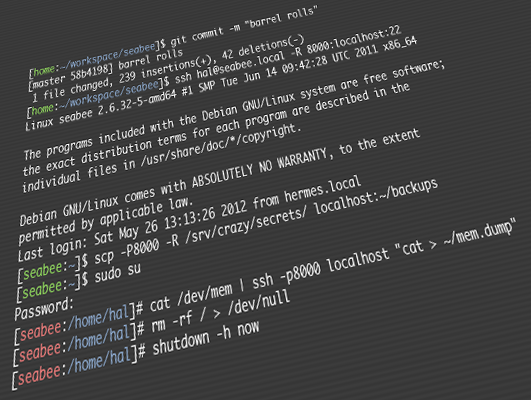 [home:~/workspace/seabee]$ git commit -m "barrel rolls"
[master 58b4198] barrel rolls
 1 file changed, 239 insertions(+), 42 deletions(-)
[home:~/workspace/seabee]$ ssh hal@seabee.local -R 8000:localhost:22
Linux seabee 2.6.32-5-amd64 #1 SMP Tue Jun 14 09:42:28 UTC 2011 x86_64
The programs included with the Debian GNU/Linux system are free software;
the exact distribution terms for each program are described in the
individual files in /usr/share/doc/*/copyright.
Debian GNU/Linux comes with ABSOLUTELY NO WARRANTY, to the extent
permitted by applicable law.
Last login: Sat May 26 13:13:26 2012 from hermes.local
[seabee:~]$ scp -P8000 -R /srv/crazy/secrets/ localhost:~/backups
[seabee:~]$ sudo su
Password:
[seabee:/home/hal]# cat /dev/mem | ssh -p8000 localhost "cat > ~/mem.dump"
[seabee:/home/hal]# rm -rf / > /dev/null
[seabee:/home/hal]# shutdown -h now